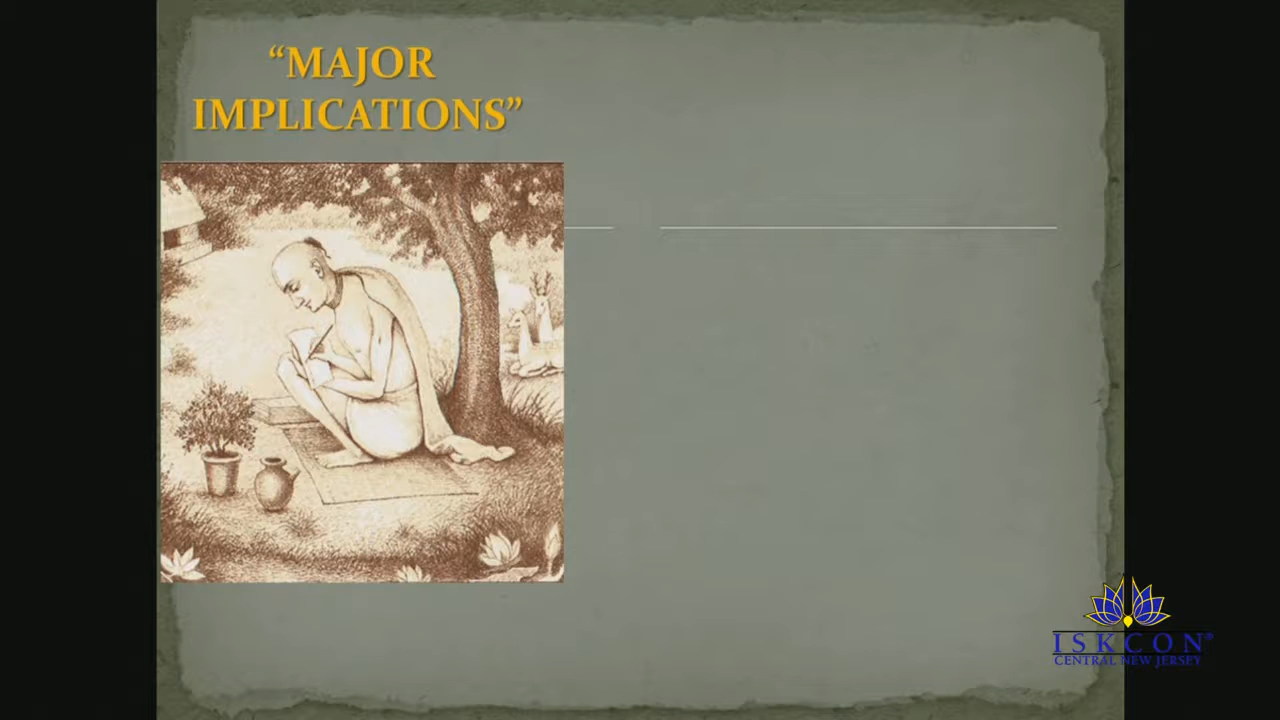 “MAJOR
IMPLICATIONS”
ISKCON®
CENTRAL NEW JERSEY